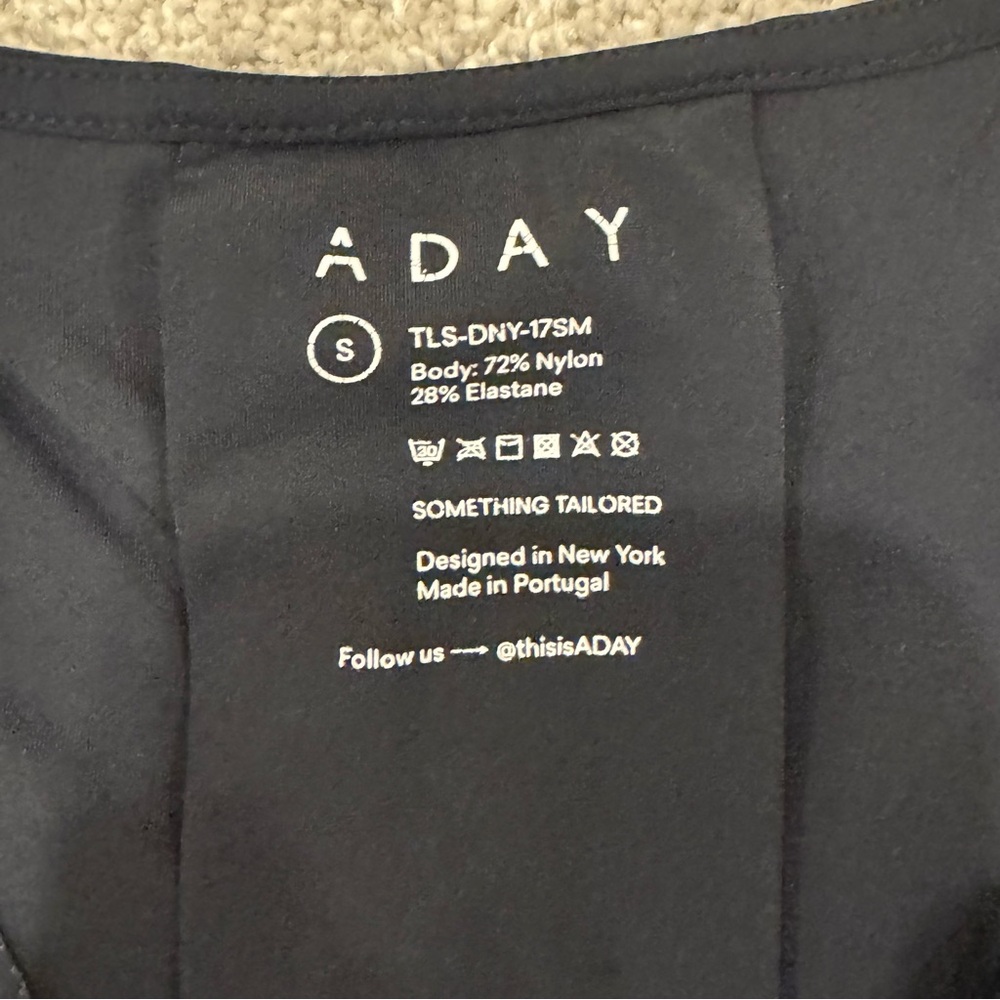 ADAY
S
TLS-DNY-17SM
Body: 72% Nylon
28% Elastane
30
SOMETHING TAILORED
Designed in New York
Made in Portugal
Follow us → @thisisADAY